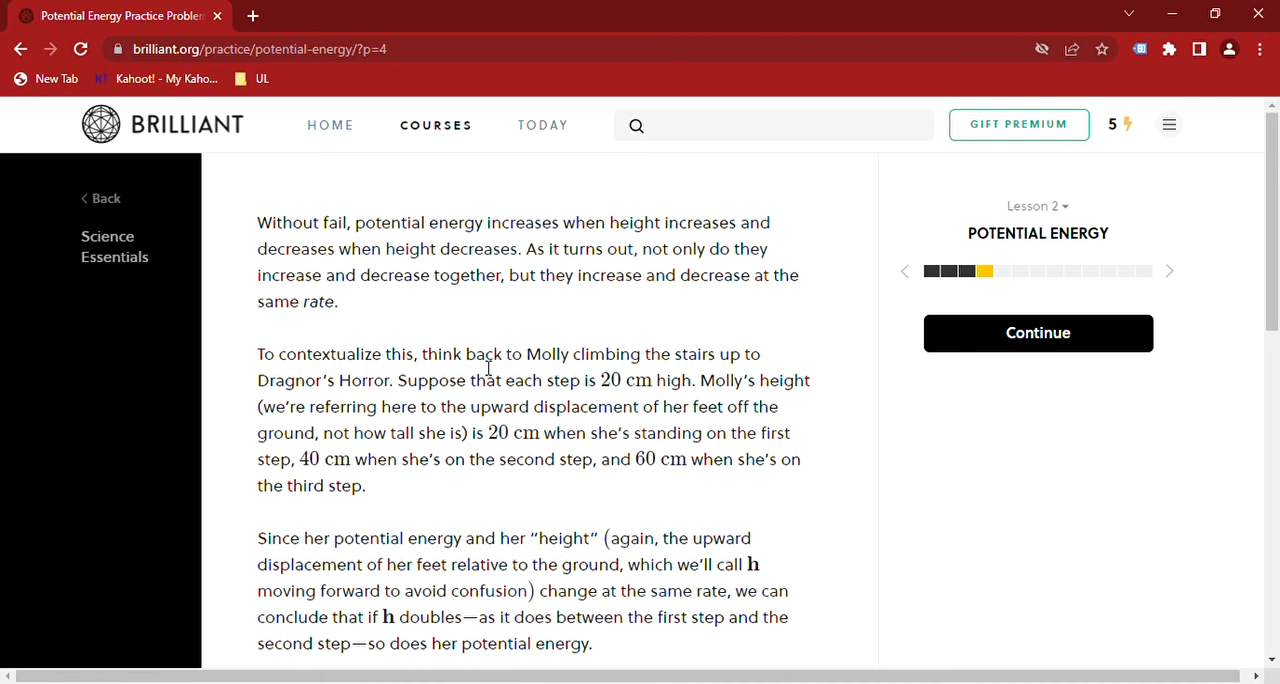 Potential Energy Practice Problem
brilliant.org/practice/potential-energy/?p=4
New Tab K! Kahoot! - My Kaho... UL
BRILLIANT HOME COURSES TODAY GIFT PREMIUM 5
< Back
Science
Essentials
Without fail, potential energy increases when height increases and
decreases when height decreases. As it turns out, not only do they
increase and decrease together, but they increase and decrease at the
same rate.
To contextualize this, think back to Molly climbing the stairs up to
Dragnor's Horror. Suppose that each step is 20 cm high. Molly's height
(we're referring here to the upward displacement of her feet off the
ground, not how tall she is) is 20 cm when she's standing on the first
step, 40 cm when she's on the second step, and 60 cm when she's on
the third step.
Since her potential energy and her "height" (again, the upward
displacement of her feet relative to the ground, which we'll call h
moving forward to avoid confusion) change at the same rate, we can
conclude that if h doubles—as it does between the first step and the
second step—so does her potential energy.
Lesson 2
POTENTIAL ENERGY
Continue